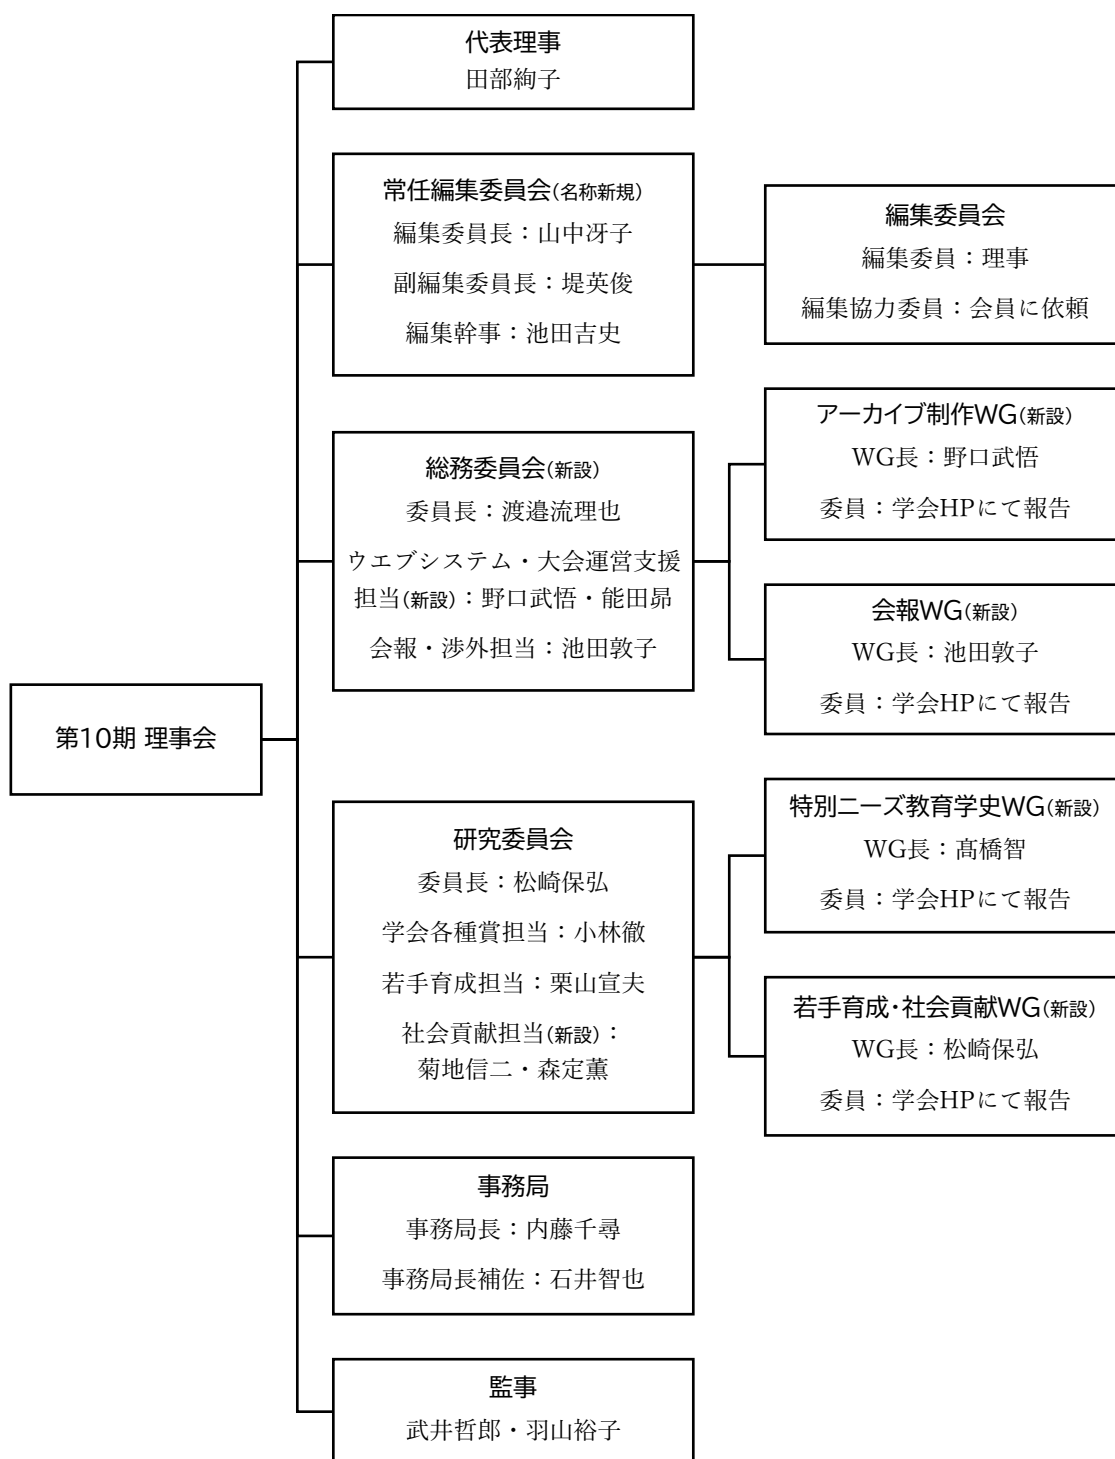 代表理事
田部絢子
常任編集委員会(名称新規)
編集委員長：山中冴子
副編集委員長：堤英俊
編集幹事：池田吉史
編集委員会
編集委員：理事
編集協力委員：会員に依頼
総務委員会(新設)
委員長：渡邉流理也
ウエブシステム・大会運営支援
担当(新設)：野口武悟・能田昴
会報・渉外担当：池田敦子
アーカイブ制作WG(新設)
WG長：野口武悟
委員：学会HPにて報告
会報WG(新設)
WG長：池田敦子
委員：学会HPにて報告
第10期 理事会
研究委員会
委員長：松崎保弘
学会各種賞担当：小林徹
若手育成担当：栗山宣夫
社会貢献担当(新設)：
菊地信二・森定薫
特別ニーズ教育学史WG(新設)
WG長：髙橋智
委員：学会HPにて報告
若手育成・社会貢献WG(新設)
WG長：松崎保弘
委員：学会HPにて報告
事務局
事務局長：内藤千尋
事務局長補佐：石井智也
監事
武井哲郎・羽山裕子